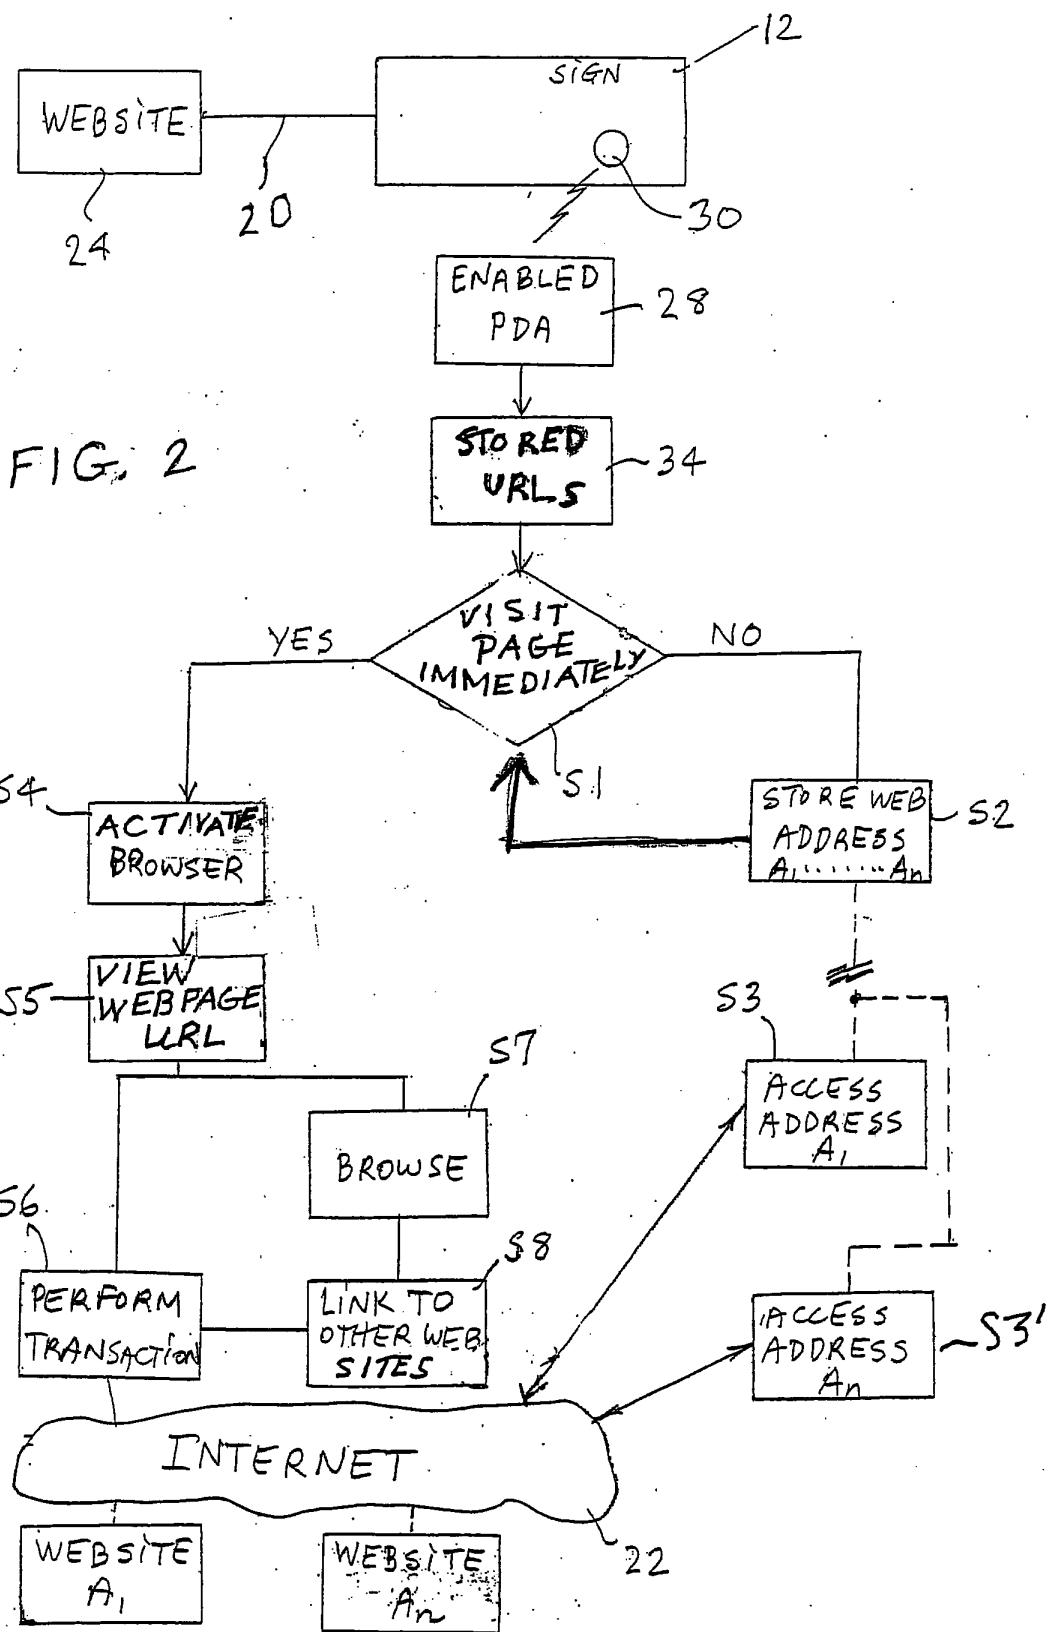 12
SIGN
WEBSITE
20
24
30
ENABLED
PDA
28
FIG. 2
STORED
URLS
34
VISIT
PAGE
IMMEDIATELY
YES
NO
S1
S4
ACTIVATE
BROWSER
STORE WEB
ADDRESS
A1........An
S2
S5
VIEW
WEBPAGE
URL
S3
ACCESS
ADDRESS
A1
S7
BROWSE
S6
PERFORM
TRANSACTION
S8
LINK TO
OTHER WEB
SITES
ACCESS
ADDRESS
An
S3'
INTERNET
22
WEBSITE
A1
WEBSITE
An